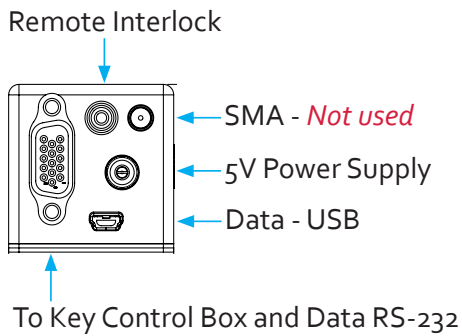 Remote Interlock
SMA - Not used
5V Power Supply
Data - USB
To Key Control Box and Data RS-232